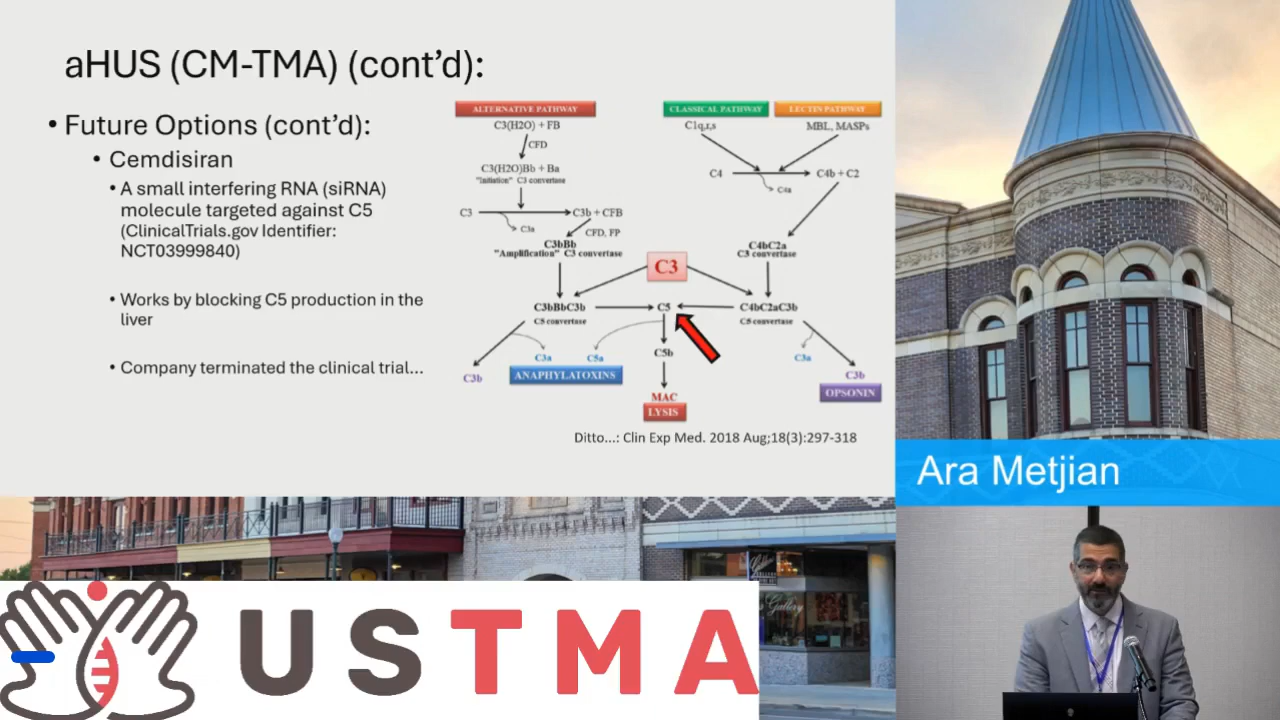 aHUS (CM-TMA) (cont’d):
• Future Options (cont’d):
• Cemdisiran
• A small interfering RNA (siRNA)
molecule targeted against C5
(ClinicalTrials.gov Identifier:
NCT03999840)
• Works by blocking C5 production in the
liver
• Company terminated the clinical trial...
ALTERNATIVE PATHWAY
C3(H2O) + FB
CFD
C3(H2O)Bb + Ba
"Initiation" C3 convertase
C3
C3b + CFB
C3a
CFD, FP
C3bBb
"Amplification" C3 convertase
CLASSICAL PATHWAY
LECTIN PATHWAY
C1q,r,s
MBL, MASPs
C4
C4b + C2
C4a
C4bC2a
C3 convertase
C3
C3bBbC3b
C5 convertase
C5
C4bC2aC3b
C5 convertase
C3a
C5a
C5b
C3a
C3b
ANAPHYLATOXINS
C3b
OPSONIN
MAC
LYSIS
Ditto...: Clin Exp Med. 2018 Aug;18(3):297-318
Ara Metjian
Gallery
USTMA